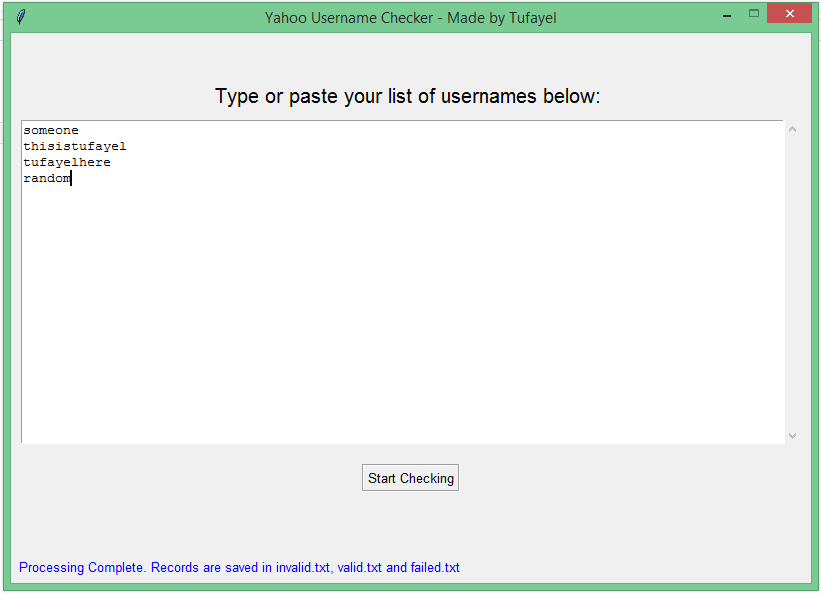 Yahoo Username Checker - Made by Tufayel
Type or paste your list of usernames below:
someone
thisistufayel
tufayelhere
random
Start Checking
Processing Complete. Records are saved in invalid.txt, valid.txt and failed.txt